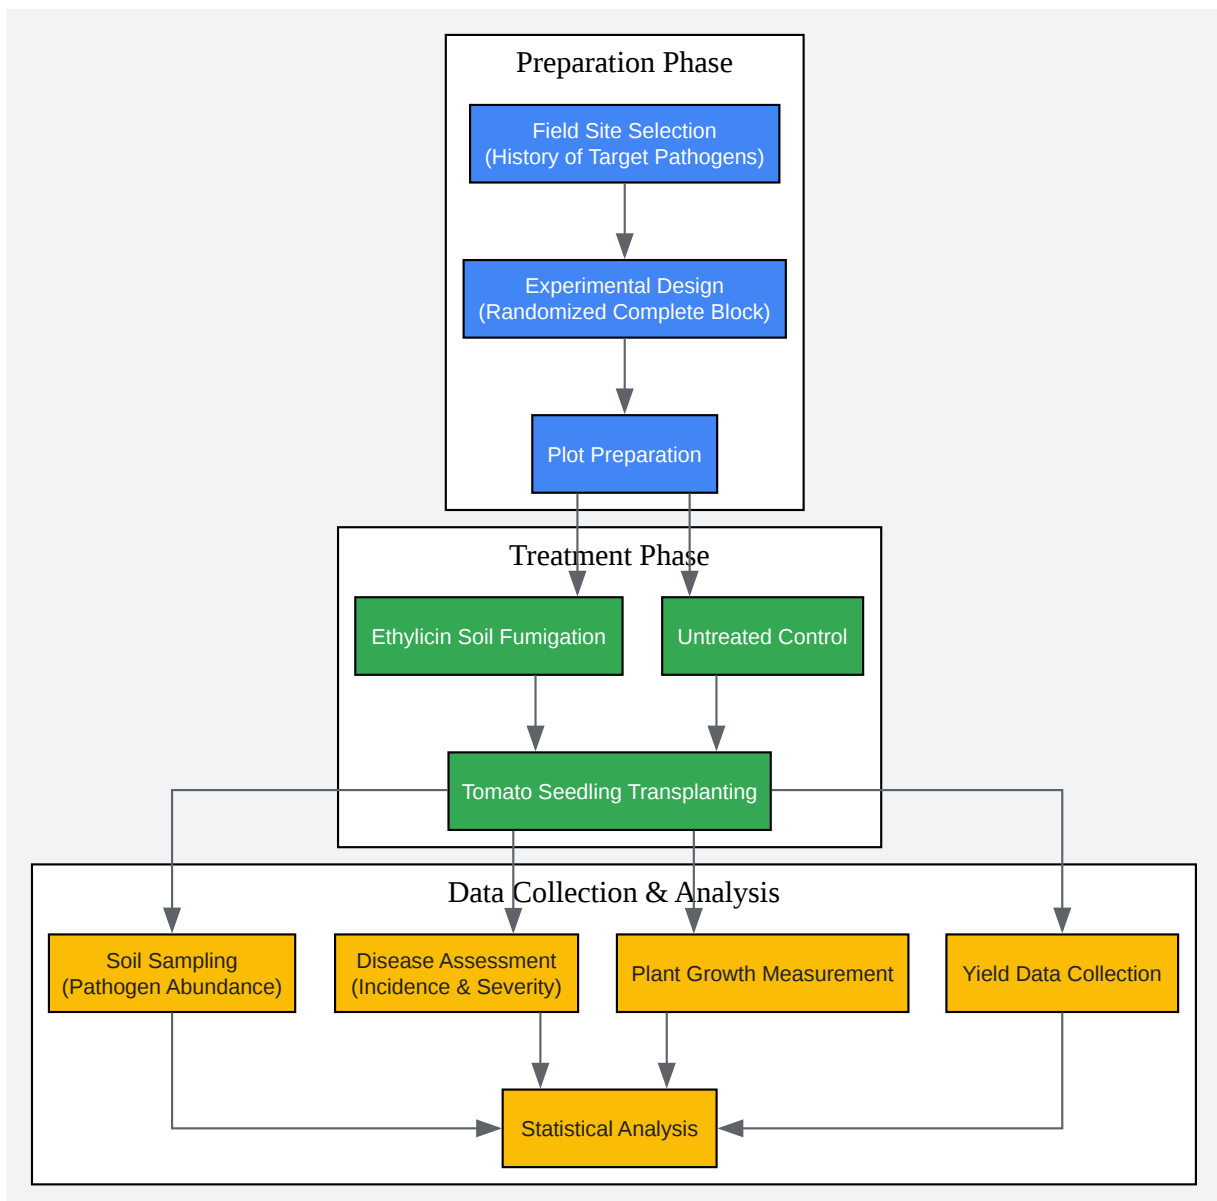 Preparation Phase
Field Site Selection
(History of Target Pathogens)
Experimental Design
(Randomized Complete Block)
Plot Preparation
Treatment Phase
Ethylicin Soil Fumigation
Untreated Control
Tomato Seedling Transplanting
Data Collection & Analysis
Soil Sampling
(Pathogen Abundance)
Disease Assessment
(Incidence & Severity)
Plant Growth Measurement
Yield Data Collection
Statistical Analysis